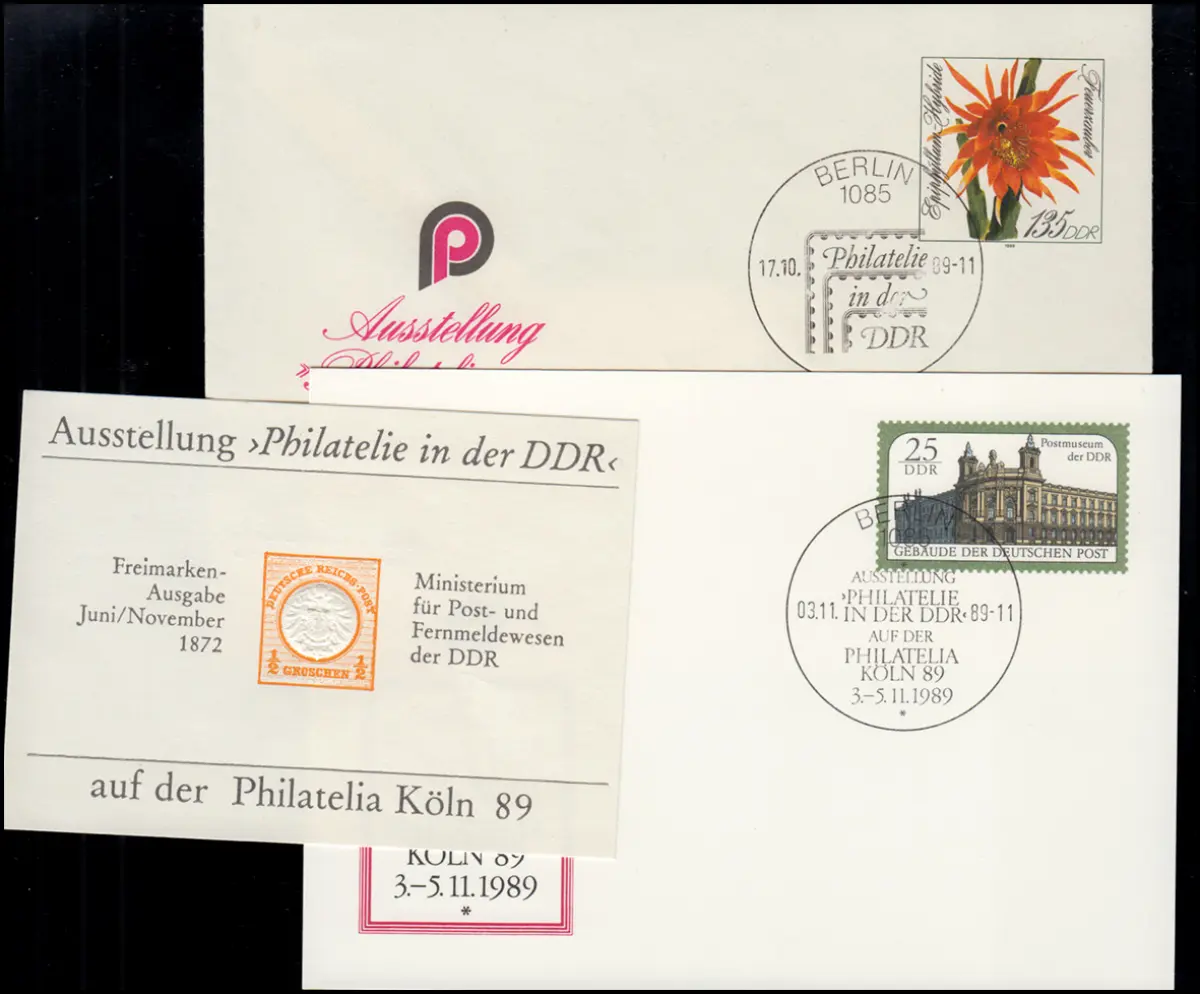 Epiphyllum-Hybride
Feuerzauber
135 DDR
BERLIN
1085
17.10. 89-11
Philatelie
in der
DDR
P
Ausstellung
Ausstellung ›Philatelie in der DDR‹
Freimarken-
Ausgabe
Juni/November
1872
DEUTSCHE REICHS-POST
½ GROSCHEN ½
Ministerium
für Post- und
Fernmeldewesen
der DDR
auf der Philatelia Köln 89
25
DDR
Postmuseum
der DDR
GEBÄUDE DER DEUTSCHEN POST
BERLIN
1085
AUSSTELLUNG
›PHILATELIE
03.11. IN DER DDR‹ 89-11
AUF DER
PHILATELIA
KÖLN 89
3.–5.11.1989
*
KÖLN 89
3.–5.11.1989
*